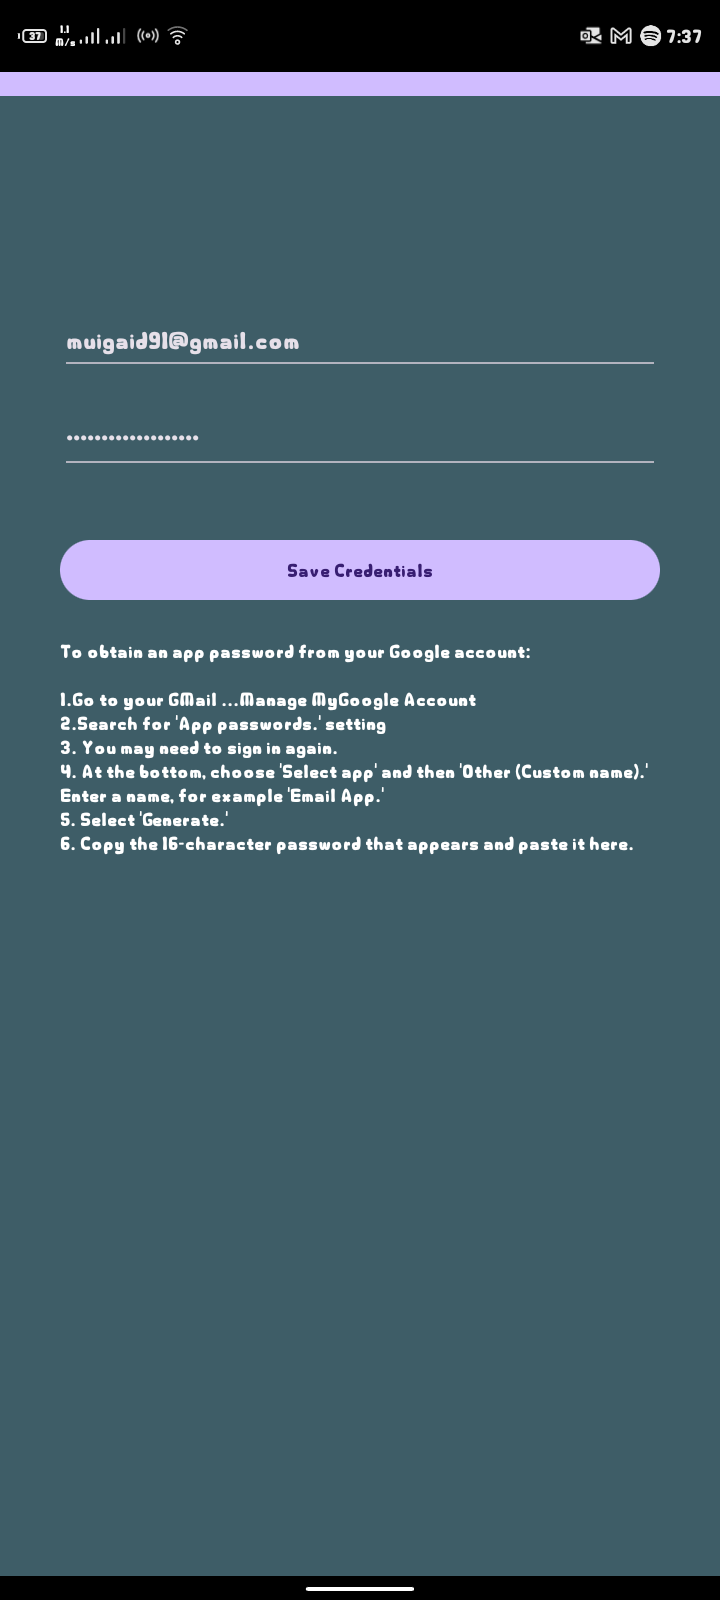 37
1.1
M/s
7:37
muigaid91@gmail.com
•••••••••••••••••••
Save Credentials
To obtain an app password from your Google account:
1.Go to your GMail ...Manage MyGoogle Account
2.Search for 'App passwords.' setting
3. You may need to sign in again.
4. At the bottom, choose 'Select app' and then 'Other (Custom name).'
Enter a name, for example 'Email App.'
5. Select 'Generate.'
6. Copy the 16-character password that appears and paste it here.